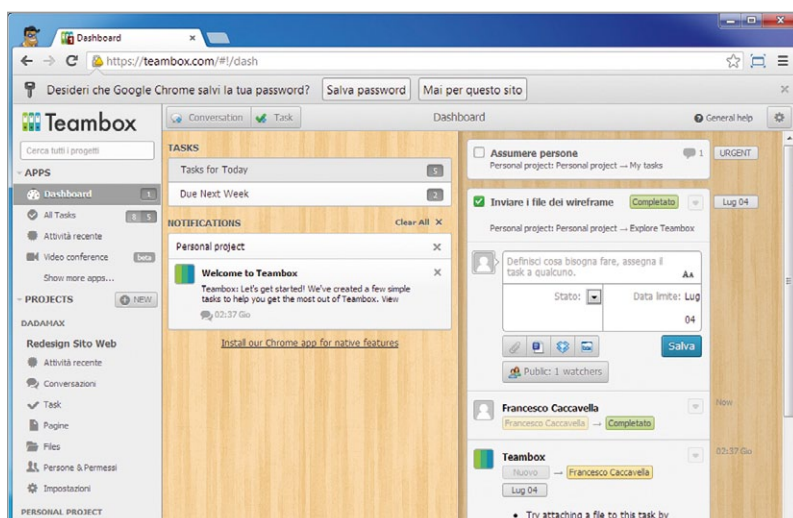 Dashboard
https://teambox.com/#!/dash
Desideri che Google Chrome salvi la tua password? Salva password Mai per questo sito
Teambox
Cerca tutti i progetti
APPS
Dashboard 1
All Tasks 8 5
Attività recente
Video conference beta
Show more apps...
PROJECTS NEW
DADAMAX
Redesign Sito Web
Attività recente
Conversazioni
Task
Pagine
Files
Persone & Permessi
Impostazioni
PERSONAL PROJECT
Conversation Task
Dashboard
General help
TASKS
Tasks for Today 5
Due Next Week 2
NOTIFICATIONS Clear All X
Personal project
Welcome to Teambox
Teambox: Let's get started! We've created a few simple
tasks to help you get the most out of Teambox. View
02:37 Go
Install our Chrome app for native features
Assumere persone 1 URGENT
Personal project: Personal project → My tasks
Inviare i file dei wireframe Completato Lug 04
Personal project: Personal project → Explore Teambox
Definisci cosa bisogna fare, assegna il
task a qualcuno.
AA
Stato: Data limite: Lug
04
Salva
Public: 1 watchers
Francesco Caccavella Now
Francesco Caccavella → Completato
Teambox 02:37 Go
Nuovo → Francesco Caccavella
Lug 04
• Try attaching a file to this task by